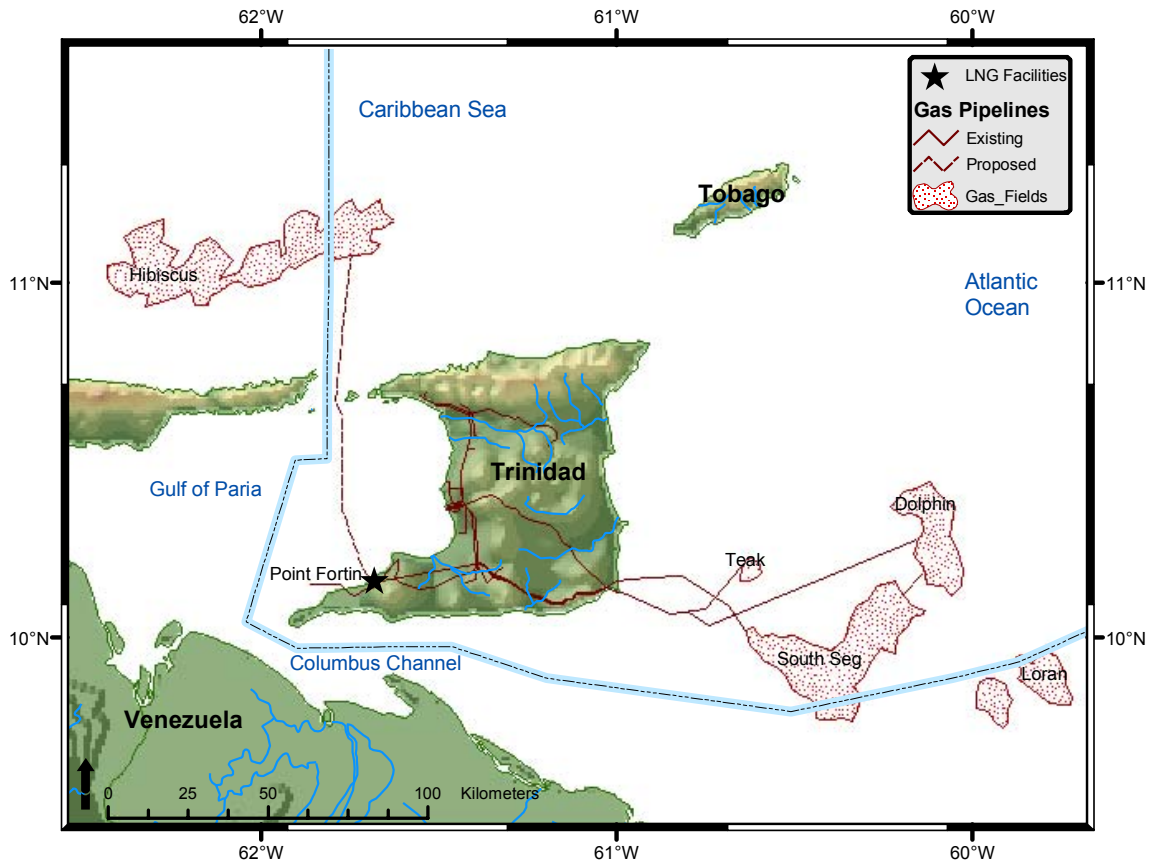 62°W
61°W
60°W
LNG Facilities
Gas Pipelines
Existing
Proposed
Gas_Fields
Caribbean Sea
Tobago
Hibiscus
11°N
11°N
Atlantic
Ocean
Trinidad
Gulf of Paria
Dolphin
Teak
Point Fortin
10°N
10°N
South Seg
Columbus Channel
Loran
Venezuela
0
25
50
100
Kilometers
62°W
61°W
60°W